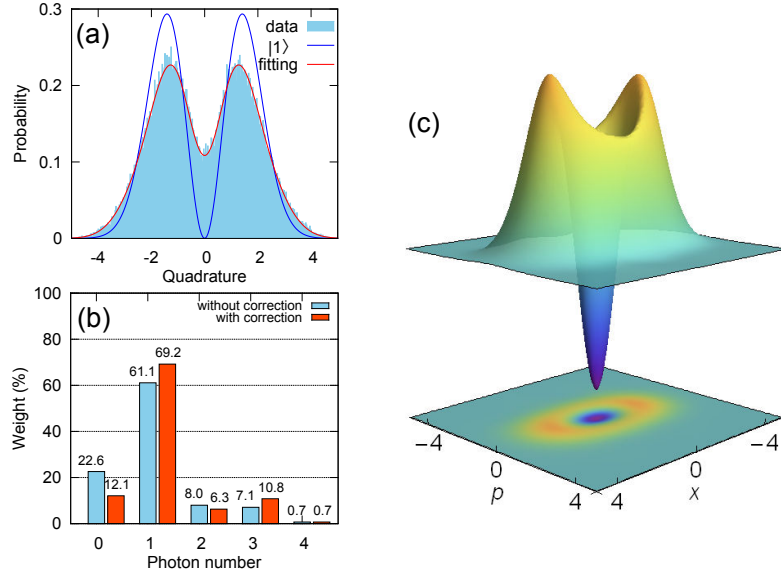 (a)
data
|1⟩
fitting
0.3
0.2
0.1
0
Probability
-4
-2
0
2
4
Quadrature
(b)
without correction
with correction
100
80
60
40
20
0
Weight (%)
22.6
12.1
61.1
69.2
8.0
6.3
7.1
10.8
0.7
0.7
0
1
2
3
4
Photon number
(c)
−4
0
4
p
−4
0
4
x